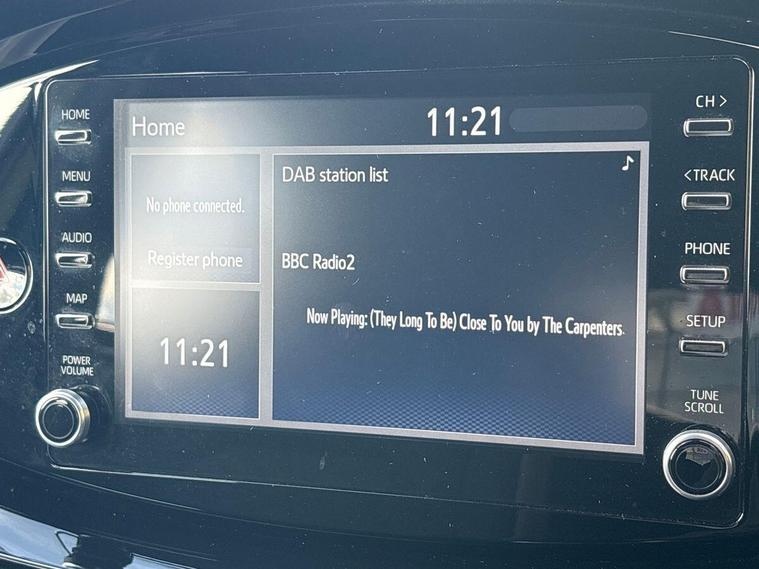 HOME
MENU
AUDIO
MAP
POWER
VOLUME
Home
11:21
No phone connected.
Register phone
11:21
DAB station list
BBC Radio2
Now Playing: (They Long To Be) Close To You by The Carpenters
CH >
<TRACK
PHONE
SETUP
TUNE
SCROLL